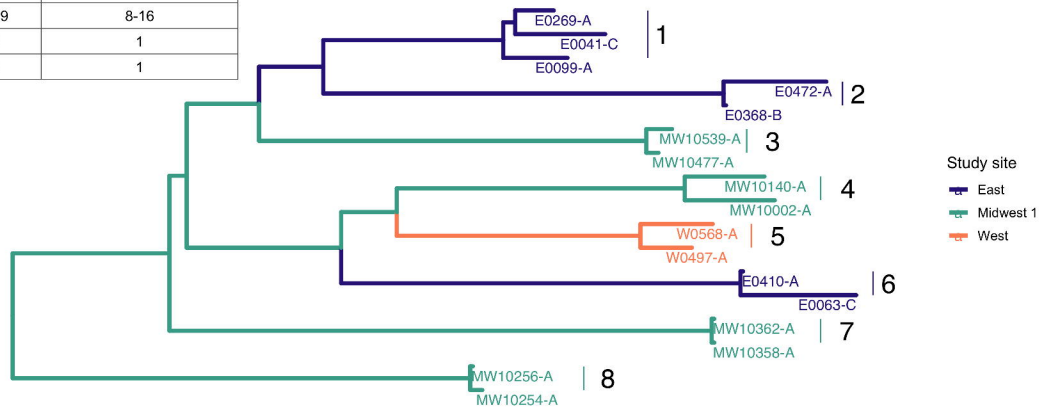 9 8-16
1
1
E0269-A
1
E0041-C
E0099-A
E0472-A
2
E0368-B
MW10539-A
3
MW10477-A
Study site
East
Midwest 1
West
MW10140-A
4
MW10002-A
W0568-A
5
W0497-A
E0410-A
6
E0063-C
MW10362-A
7
MW10358-A
MW10256-A
8
MW10254-A